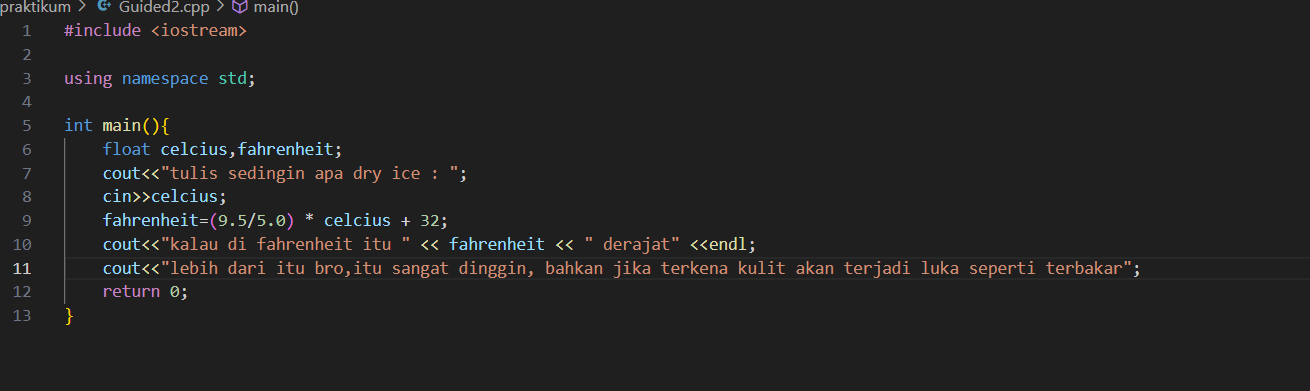 praktikum > Guided2.cpp > main()
1 #include <iostream>
2
3 using namespace std;
4
5 int main(){
6 float celcius,fahrenheit;
7 cout<<"tulis sedingin apa dry ice : ";
8 cin>>celcius;
9 fahrenheit=(9.5/5.0) * celcius + 32;
10 cout<<"kalau di fahrenheit itu " << fahrenheit << " derajat" <<endl;
11 cout<<"lebih dari itu bro,itu sangat dinggin, bahkan jika terkena kulit akan terjadi luka seperti terbakar";
12 return 0;
13 }